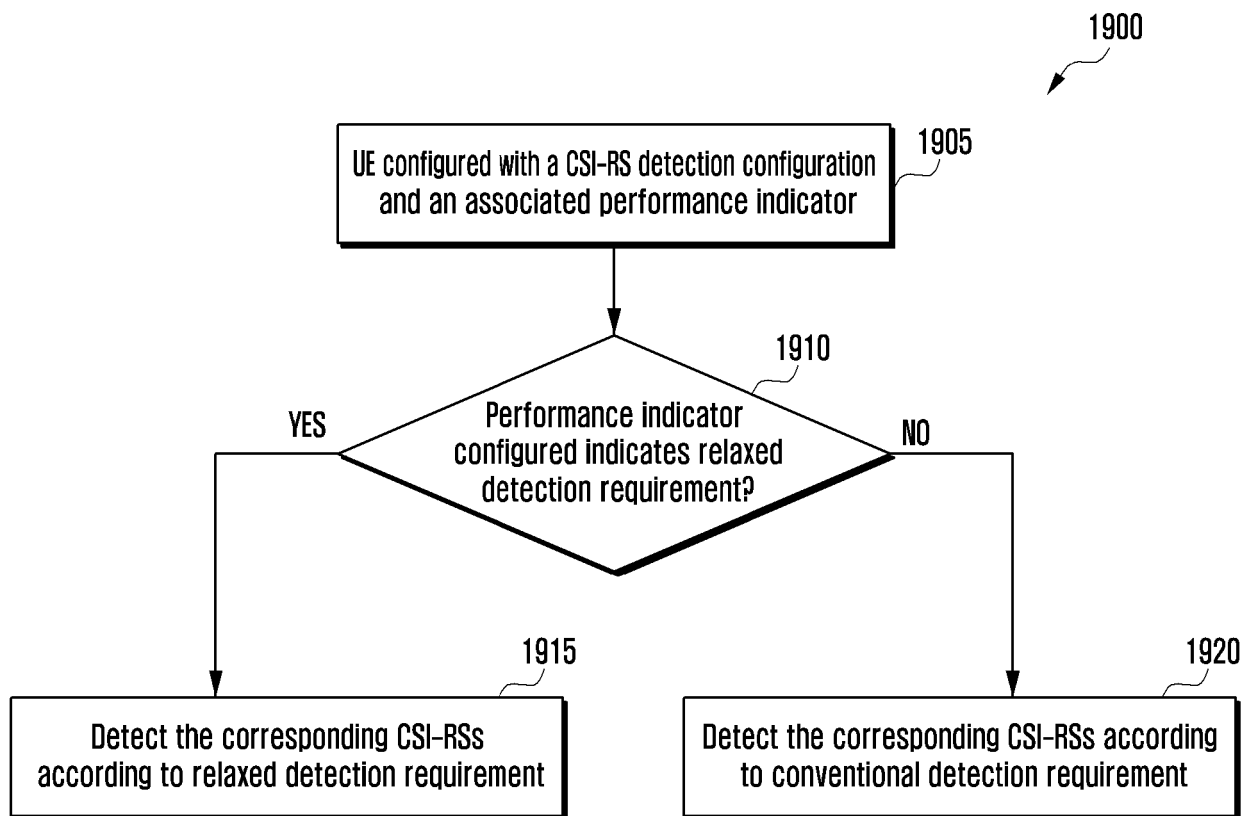 1900
1905
UE configured with a CSI-RS detection configuration
and an associated performance indicator
1910
YES
Performance indicator
configured indicates relaxed
detection requirement?
NO
1915
Detect the corresponding CSI-RSs
according to relaxed detection requirement
1920
Detect the corresponding CSI-RSs according
to conventional detection requirement